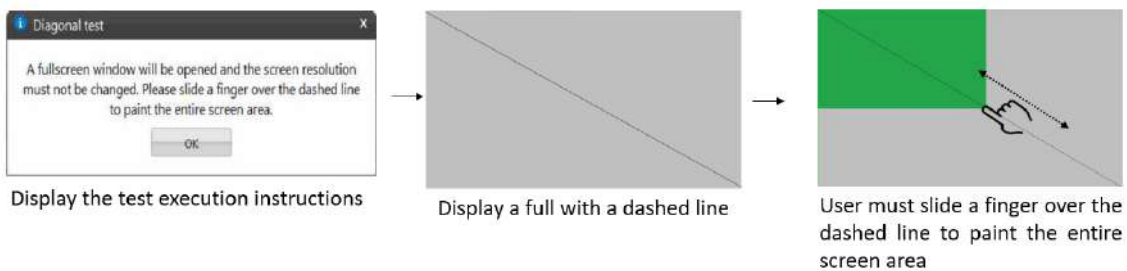 Diagonal test
X
A fullscreen window will be opened and the screen resolution
must not be changed. Please slide a finger over the dashed line
to paint the entire screen area.
OK
Display the test execution instructions
Display a full with a dashed line
User must slide a finger over the
dashed line to paint the entire
screen area